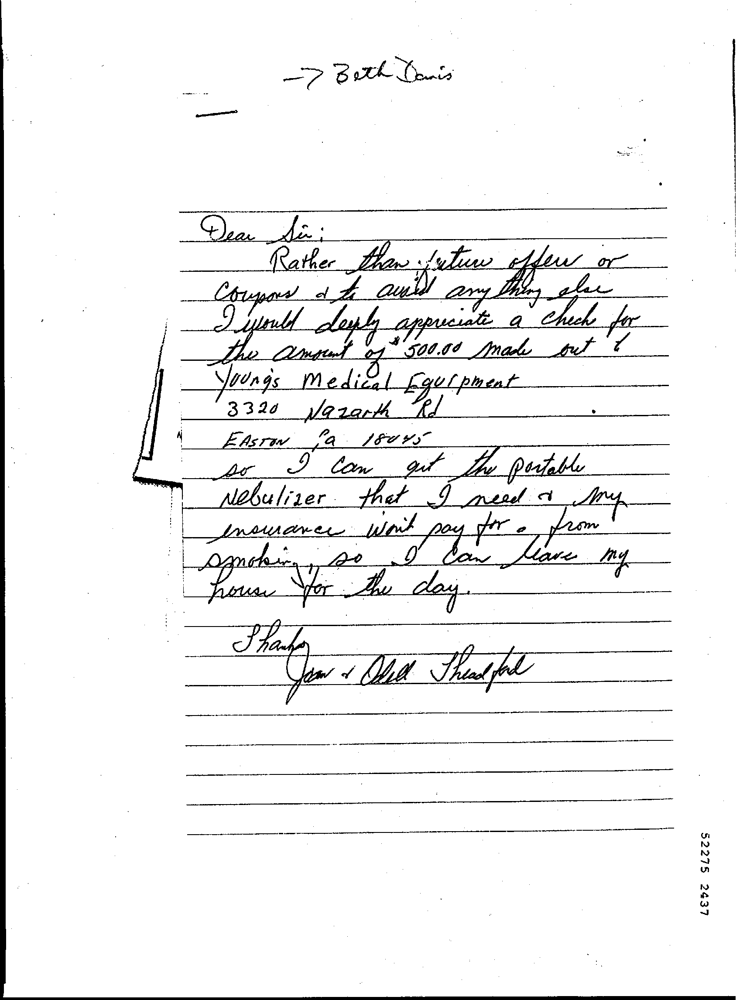 → Beth Davis
Dear Sir;
Rather than future offers or
Coupons & to avoid any thing else
I would deeply appreciate a check for
the amount of $500.00 made out to
Young's Medical Equipment
3320 Nazarth Rd
EASTON Pa 18045
so I can get the portable
Nebulizer that I need & my
insurance won't pay for. from
smoking, so I can leave my
house for the day.
Thanks
& Odell Threadford
52275 2437